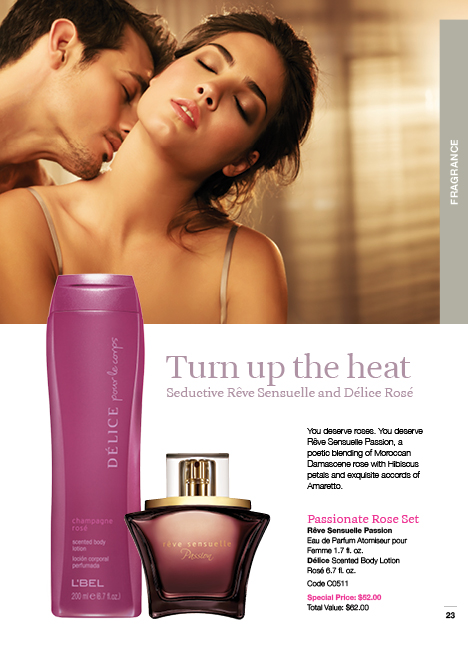 FRAGRANCE
Turn up the heat
Seductive Rêve Sensuelle and Délice Rosé
You deserve roses. You deserve
Rêve Sensuelle Passion, a
poetic blending of Moroccan
Damascene rose with Hibiscus
petals and exquisite accords of
Amaretto.
Passionate Rose Set
Rêve Sensuelle Passion
Eau de Parfum Atomiseur pour
Femme 1.7 fl. oz.
Délice Scented Body Lotion
Rosé 6.7 fl. oz.
Code C0511
Special Price: $52.00
Total Value: $62.00
DÉLICE pour le corps
champagne
rosé
scented body
lotion
loción corporal
perfumada
L'BEL
200 ml e (6.7 fl.oz.)
rêve sensuelle
Passion
23